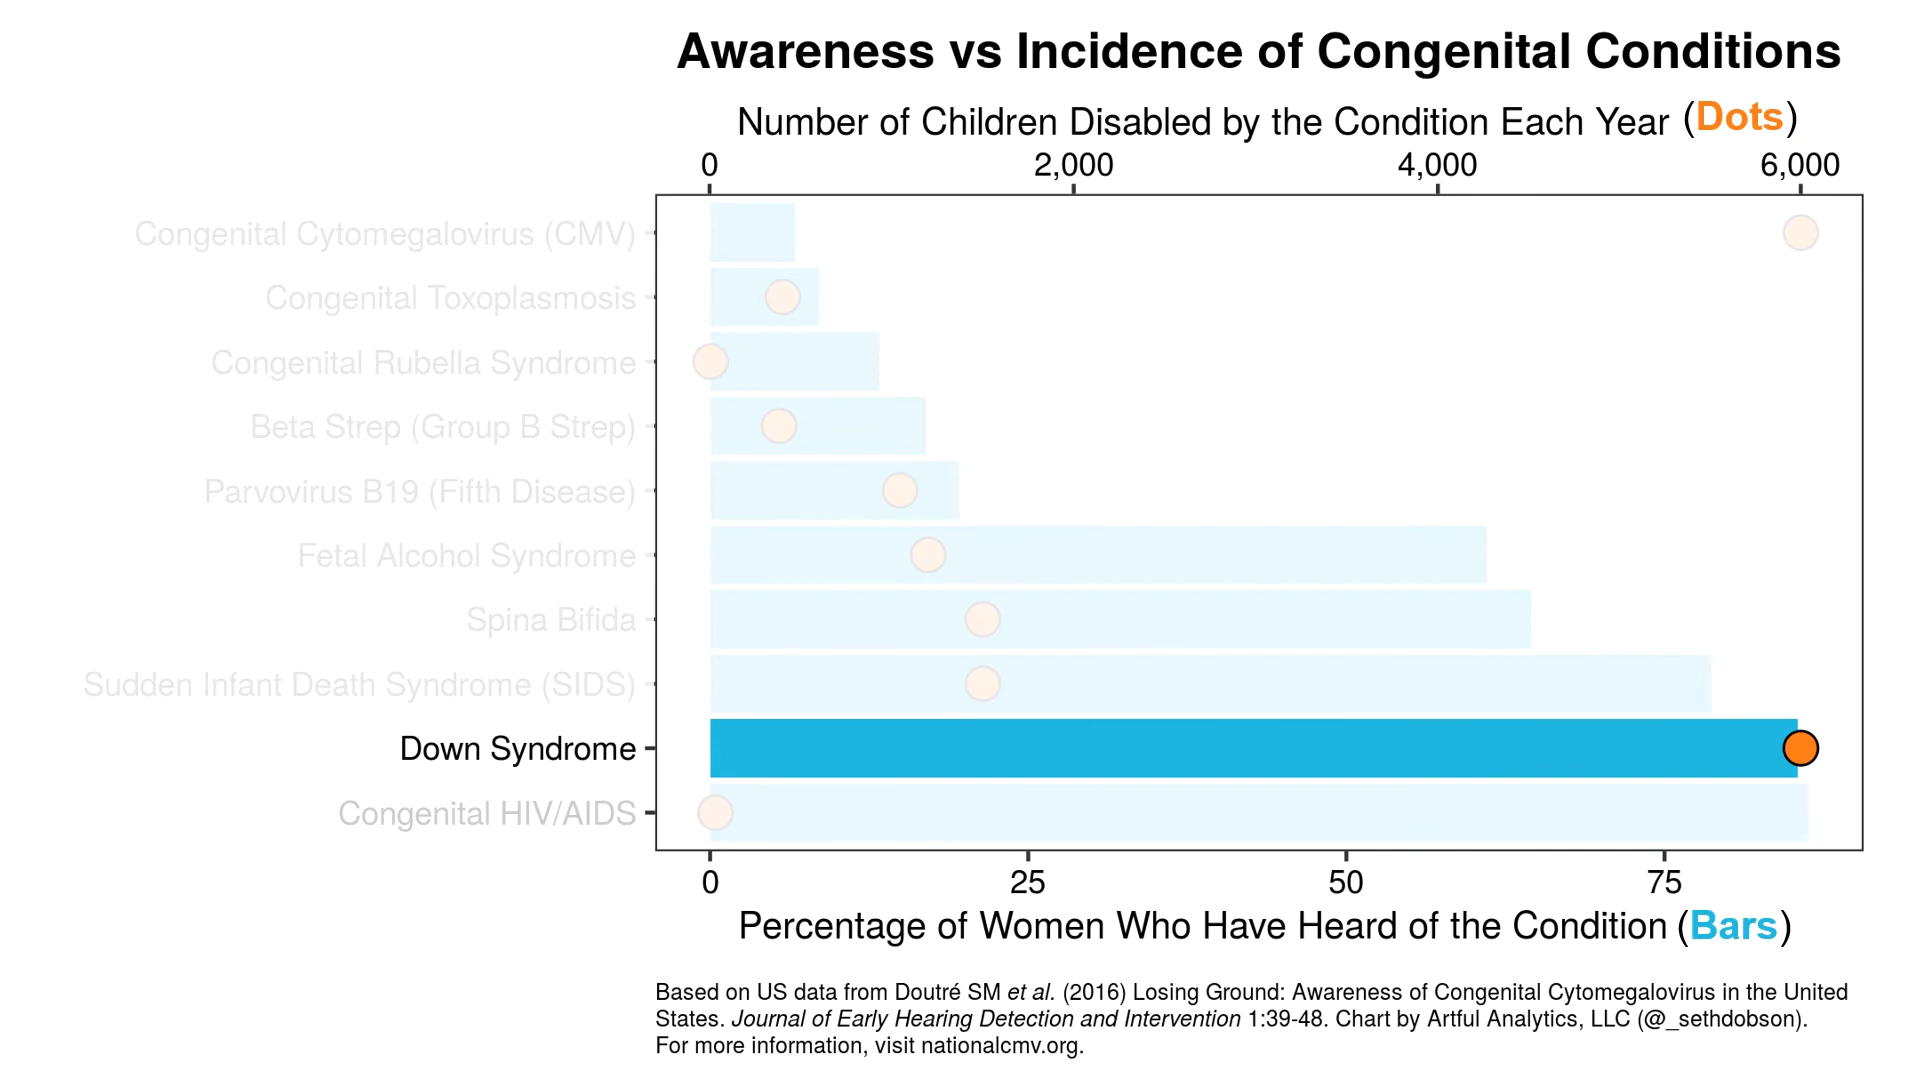 Awareness vs Incidence of Congenital Conditions
Number of Children Disabled by the Condition Each Year (Dots)
0 2,000 4,000 6,000
Congenital Cytomegalovirus (CMV)
Congenital Toxoplasmosis
Congenital Rubella Syndrome
Beta Strep (Group B Strep)
Parvovirus B19 (Fifth Disease)
Fetal Alcohol Syndrome
Spina Bifida
Sudden Infant Death Syndrome (SIDS)
Down Syndrome
Congenital HIV/AIDS
0 25 50 75
Percentage of Women Who Have Heard of the Condition (Bars)
Based on US data from Doutré SM et al. (2016) Losing Ground: Awareness of Congenital Cytomegalovirus in the United
States. Journal of Early Hearing Detection and Intervention 1:39-48. Chart by Artful Analytics, LLC (@_sethdobson).
For more information, visit nationalcmv.org.